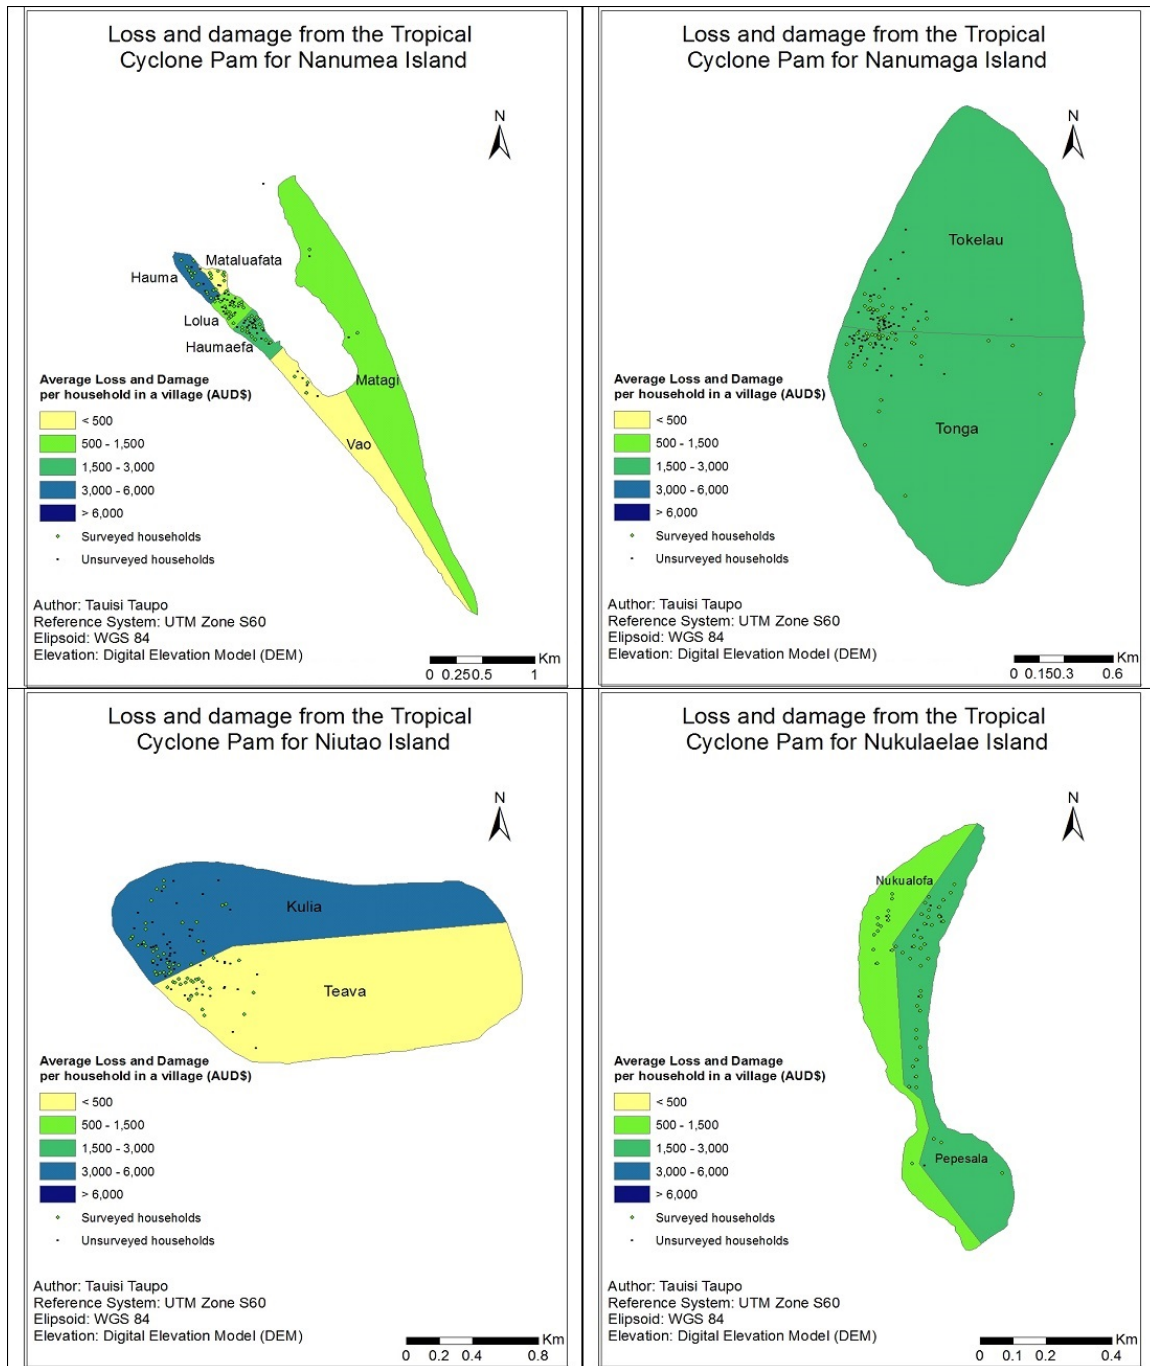 Loss and damage from the Tropical
Cyclone Pam for Nanumea Island
N
Mataluafata
Hauma
Lolua
Haumaefa
Matagi
Vao
Average Loss and Damage
per household in a village (AUD$)
< 500
500 - 1,500
1,500 - 3,000
3,000 - 6,000
> 6,000
Surveyed households
Unsurveyed households
Author: Tauisi Taupo
Reference System: UTM Zone S60
Elipsoid: WGS 84
Elevation: Digital Elevation Model (DEM)
Km
0 0.250.5 1
Loss and damage from the Tropical
Cyclone Pam for Nanumaga Island
N
Tokelau
Tonga
Average Loss and Damage
per household in a village (AUD$)
< 500
500 - 1,500
1,500 - 3,000
3,000 - 6,000
> 6,000
Surveyed households
Unsurveyed households
Author: Tauisi Taupo
Reference System: UTM Zone S60
Elipsoid: WGS 84
Elevation: Digital Elevation Model (DEM)
Km
0 0.150.3 0.6
Loss and damage from the Tropical
Cyclone Pam for Niutao Island
N
Kulia
Teava
Average Loss and Damage
per household in a village (AUD$)
< 500
500 - 1,500
1,500 - 3,000
3,000 - 6,000
> 6,000
Surveyed households
Unsurveyed households
Author: Tauisi Taupo
Reference System: UTM Zone S60
Elipsoid: WGS 84
Elevation: Digital Elevation Model (DEM)
Km
0 0.2 0.4 0.8
Loss and damage from the Tropical
Cyclone Pam for Nukulaelae Island
N
Nukualofa
Pepesala
Average Loss and Damage
per household in a village (AUD$)
< 500
500 - 1,500
1,500 - 3,000
3,000 - 6,000
> 6,000
Surveyed households
Unsurveyed households
Author: Tauisi Taupo
Reference System: UTM Zone S60
Elipsoid: WGS 84
Elevation: Digital Elevation Model (DEM)
Km
0 0.1 0.2 0.4